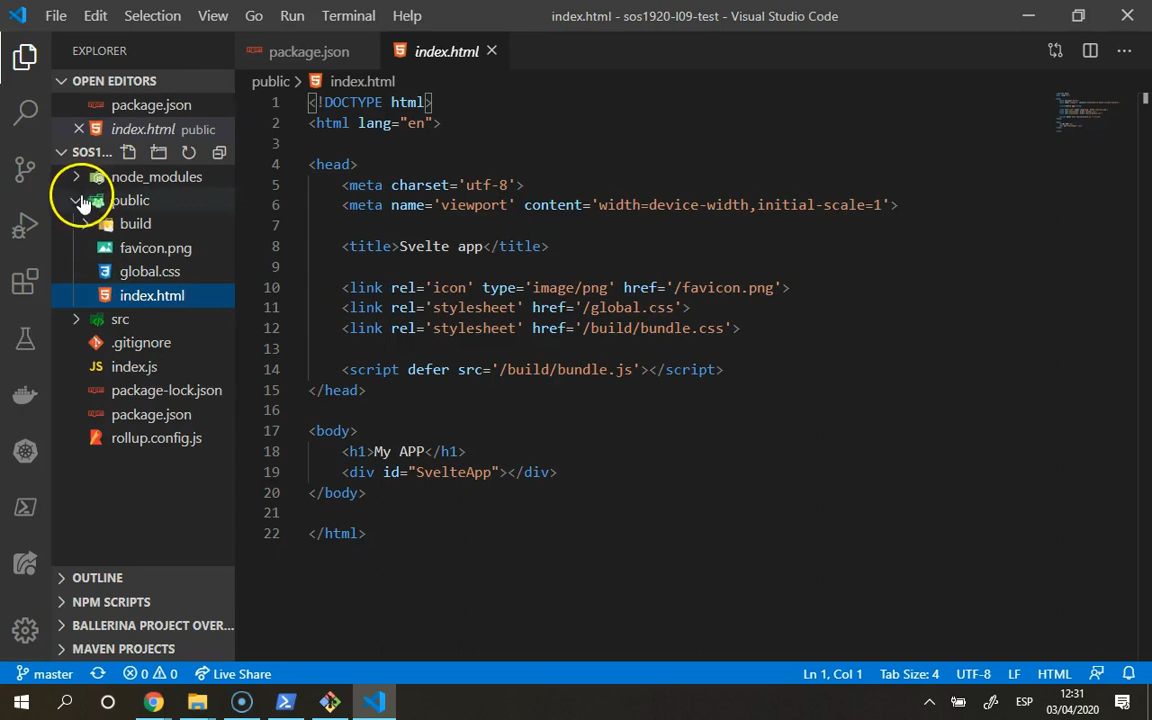 File Edit Selection View Go Run Terminal Help
index.html - sos1920-l09-test - Visual Studio Code
EXPLORER
OPEN EDITORS
package.json
index.html public
SOS1...
node_modules
public
build
favicon.png
global.css
index.html
src
.gitignore
JS index.js
package-lock.json
package.json
rollup.config.js
OUTLINE
NPM SCRIPTS
BALLERINA PROJECT OVER...
MAVEN PROJECTS
package.json index.html
public > index.html
1 <!DOCTYPE html>
2 <html lang="en">
3
4 <head>
5 <meta charset='utf-8'>
6 <meta name='viewport' content='width=device-width,initial-scale=1'>
7
8 <title>Svelte app</title>
9
10 <link rel='icon' type='image/png' href='/favicon.png'>
11 <link rel='stylesheet' href='/global.css'>
12 <link rel='stylesheet' href='/build/bundle.css'>
13
14 <script defer src='/build/bundle.js'></script>
15 </head>
16
17 <body>
18 <h1>My APP</h1>
19 <div id="SvelteApp"></div>
20 </body>
21
22 </html>
master 0 0 Live Share Ln 1, Col 1 Tab Size: 4 UTF-8 LF HTML
ESP
12:31
03/04/2020